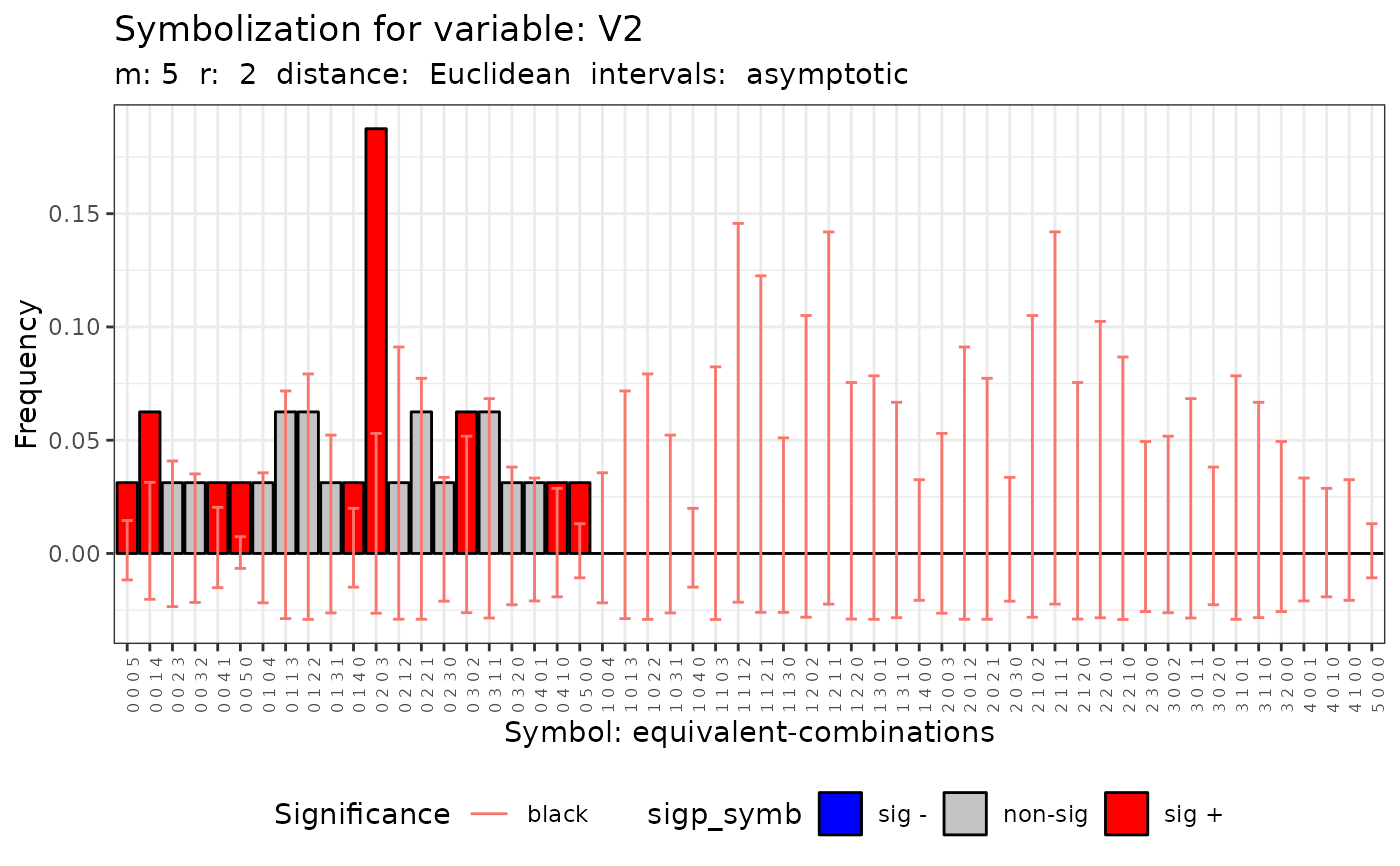 Symbolization for variable: V2
m: 5 r: 2 distance: Euclidean intervals: asymptotic
Frequency
0.15
0.10
0.05
0.00
0 0 0 5
0 0 1 4
0 0 2 3
0 0 3 2
0 0 4 1
0 0 5 0
0 1 0 4
0 1 1 3
0 1 2 2
0 1 3 1
0 1 4 0
0 2 0 3
0 2 1 2
0 2 2 1
0 2 3 0
0 3 0 2
0 3 1 1
0 3 2 0
0 4 0 1
0 4 1 0
0 5 0 0
1 0 0 4
1 0 1 3
1 0 2 2
1 0 3 1
1 0 4 0
1 1 0 3
1 1 1 2
1 1 2 1
1 1 3 0
1 2 0 2
1 2 1 1
1 2 2 0
1 3 0 1
1 3 1 0
1 4 0 0
2 0 0 3
2 0 1 2
2 0 2 1
2 0 3 0
2 1 0 2
2 1 1 1
2 1 2 0
2 2 0 1
2 2 1 0
2 3 0 0
3 0 0 2
3 0 1 1
3 0 2 0
3 1 0 1
3 1 1 0
3 2 0 0
4 0 0 1
4 0 1 0
4 1 0 0
5 0 0 0
Symbol: equivalent-combinations
Significance black sigp_symb sig - non-sig sig +